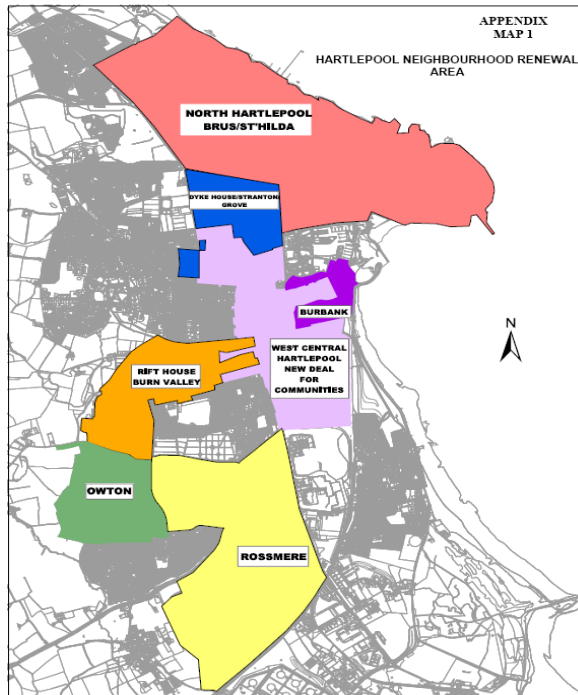 APPENDIX
MAP 1
HARTLEPOOL NEIGHBOURHOOD RENEWAL
AREA
NORTH HARTLEPOOL
BRUS/ST'HILDA
DYKE HOUSE/STRANTON
GROVE
BURBANK
N
WEST CENTRAL
HARTLEPOOL
NEW DEAL
FOR
COMMUNITIES
RIFT HOUSE
BURN VALLEY
OWTON
ROSSMERE